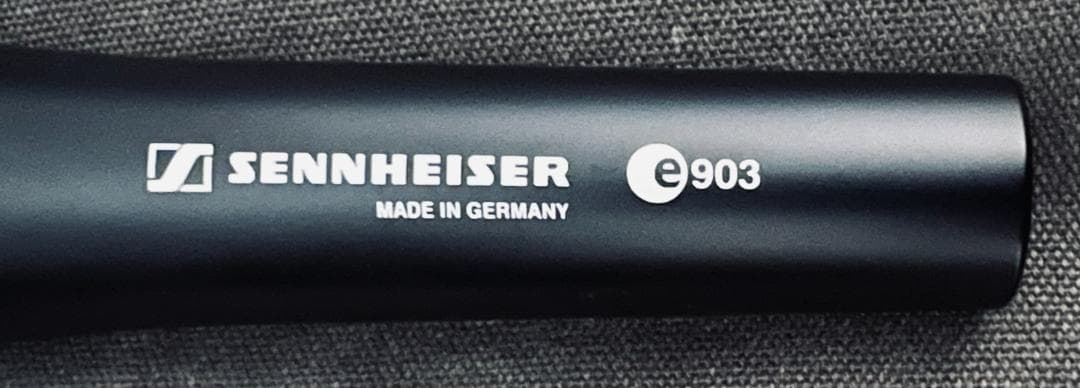 SENNHEISER e903
MADE IN GERMANY